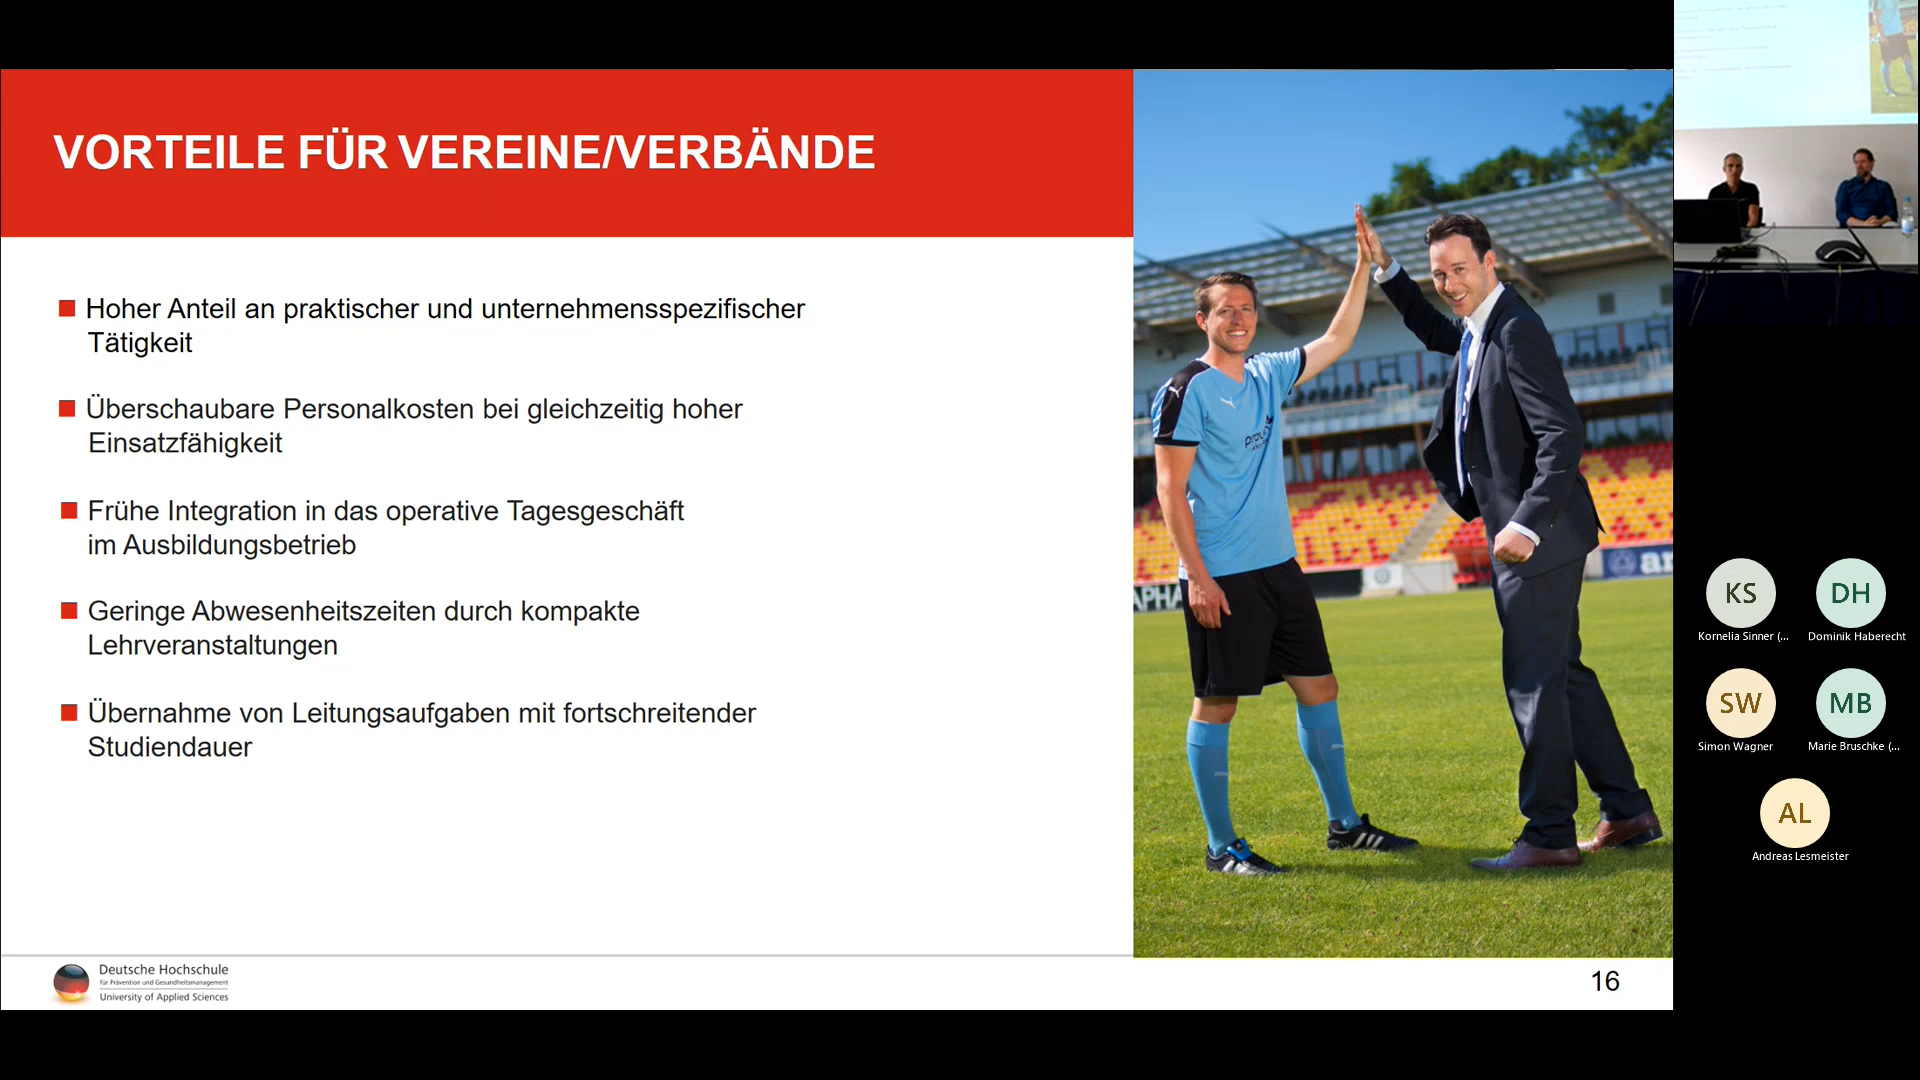 VORTEILE FÜR VEREINE/VERBÄNDE
Hoher Anteil an praktischer und unternehmensspezifischer
Tätigkeit
Überschaubare Personalkosten bei gleichzeitig hoher
Einsatzfähigkeit
Frühe Integration in das operative Tagesgeschäft
im Ausbildungsbetrieb
Geringe Abwesenheitszeiten durch kompakte
Lehrveranstaltungen
Übernahme von Leitungsaufgaben mit fortschreitender
Studiendauer
Deutsche Hochschule
für Prävention und Gesundheitsmanagement
University of Applied Sciences
16
KS
DH
Kornelia Sinner (...
Dominik Haberecht
SW
MB
Simon Wagner
Marie Bruschke (...
AL
Andreas Lesmeister